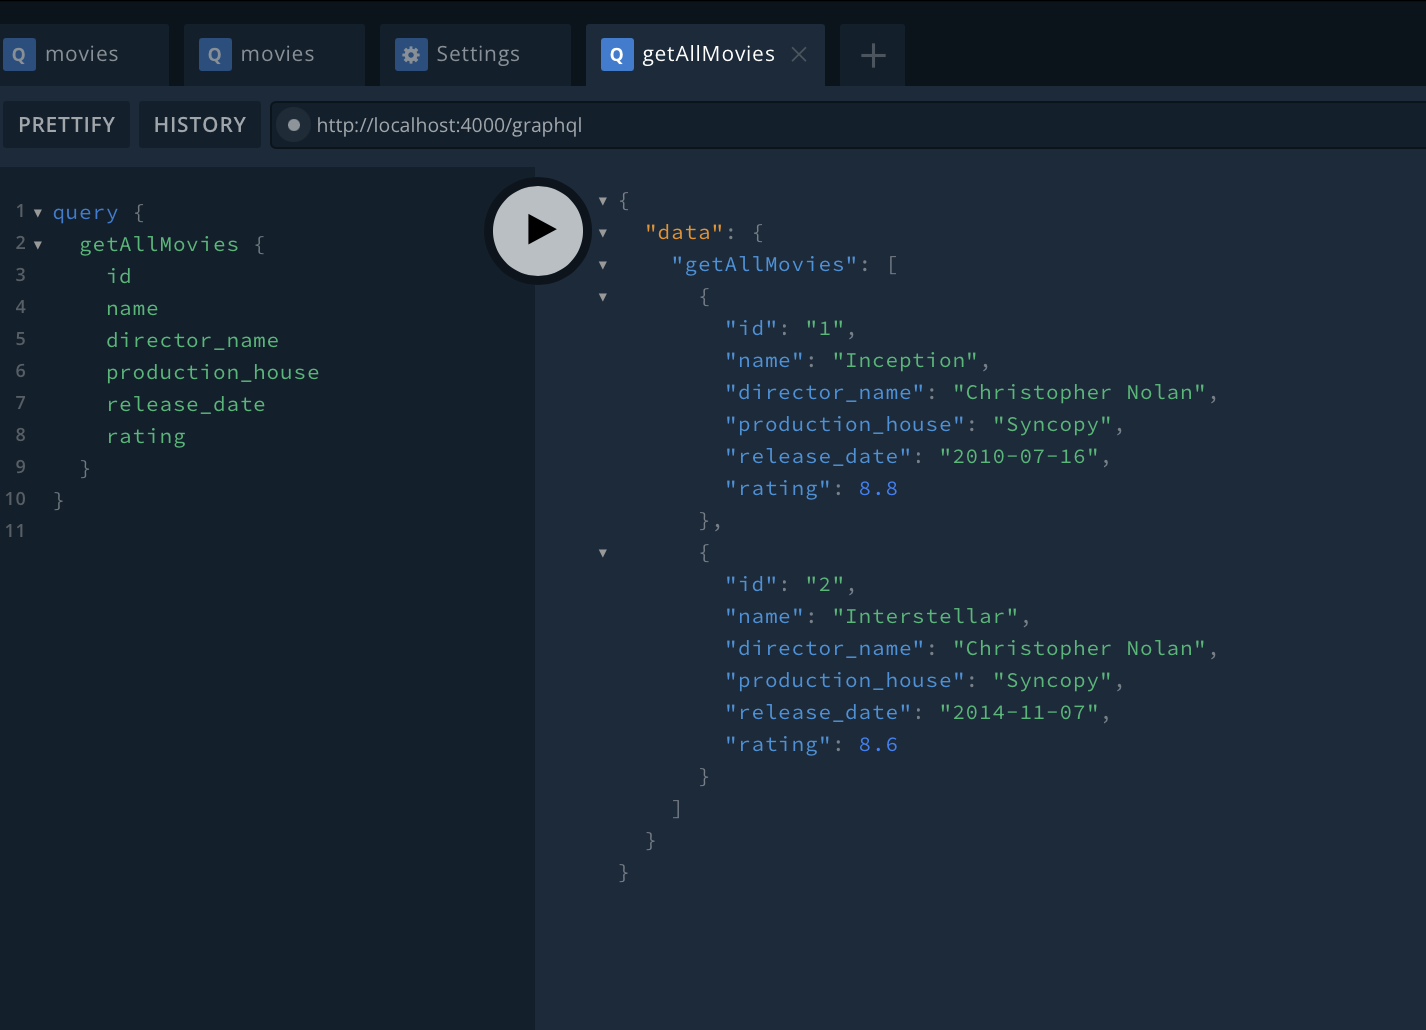 Q movies
Q movies
Settings
Q getAllMovies
PRETTIFY
HISTORY
http://localhost:4000/graphql
1 query {
2 getAllMovies {
3 id
4 name
5 director_name
6 production_house
7 release_date
8 rating
9 }
10 }
11
{
"data": {
"getAllMovies": [
{
"id": "1",
"name": "Inception",
"director_name": "Christopher Nolan",
"production_house": "Syncopy",
"release_date": "2010-07-16",
"rating": 8.8
},
{
"id": "2",
"name": "Interstellar",
"director_name": "Christopher Nolan",
"production_house": "Syncopy",
"release_date": "2014-11-07",
"rating": 8.6
}
]
}
}